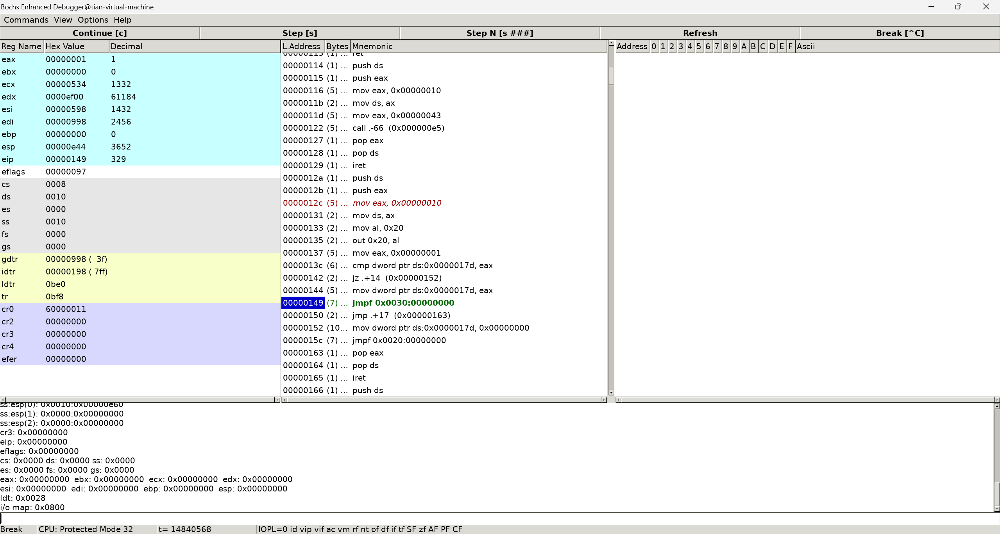 Bochs Enhanced Debugger@tian-virtual-machine
Commands View Options Help
Continue [c] Step [s] Step N [s ###] Refresh Break [^C]
Reg Name Hex Value Decimal
eax 00000001 1
ebx 00000000 0
ecx 00000534 1332
edx 0000ef00 61184
esi 00000598 1432
edi 00000998 2456
ebp 00000000 0
esp 00000e44 3652
eip 00000149 329
eflags 00000097
cs 0008
ds 0010
es 0000
ss 0010
fs 0000
gs 0000
gdtr 00000998 ( 3f)
idtr 00000198 ( 7ff)
ldtr 0be0
tr 0bf8
cr0 60000011
cr2 00000000
cr3 00000000
cr4 00000000
efer 00000000
L.Address Bytes Mnemonic
00000113 (1) ... ret
00000114 (1) ... push ds
00000115 (1) ... push eax
00000116 (5) ... mov eax, 0x00000010
0000011b (2) ... mov ds, ax
0000011d (5) ... mov eax, 0x00000043
00000122 (5) ... call .-66 (0x000000e5)
00000127 (1) ... pop eax
00000128 (1) ... pop ds
00000129 (1) ... iret
0000012a (1) ... push ds
0000012b (1) ... push eax
0000012c (5) ... mov eax, 0x00000010
00000131 (2) ... mov ds, ax
00000133 (2) ... mov al, 0x20
00000135 (2) ... out 0x20, al
00000137 (5) ... mov eax, 0x00000001
0000013c (6) ... cmp dword ptr ds:0x0000017d, eax
00000142 (2) ... jz .+14 (0x00000152)
00000144 (5) ... mov dword ptr ds:0x0000017d, eax
00000149 (7) ... jmpf 0x0030:00000000
00000150 (2) ... jmp .+17 (0x00000163)
00000152 (10... mov dword ptr ds:0x0000017d, 0x00000000
0000015c (7) ... jmpf 0x0020:00000000
00000163 (1) ... pop eax
00000164 (1) ... pop ds
00000165 (1) ... iret
00000166 (1) ... push ds
Address 0 1 2 3 4 5 6 7 8 9 A B C D E F Ascii
ss:esp(0): 0x0010:0x00000e60
ss:esp(1): 0x0000:0x00000000
ss:esp(2): 0x0000:0x00000000
cr3: 0x00000000
eip: 0x00000000
eflags: 0x00000000
cs: 0x0000 ds: 0x0000 ss: 0x0000
es: 0x0000 fs: 0x0000 gs: 0x0000
eax: 0x00000000 ebx: 0x00000000 ecx: 0x00000000 edx: 0x00000000
esi: 0x00000000 edi: 0x00000000 ebp: 0x00000000 esp: 0x00000000
ldt: 0x0028
i/o map: 0x0800
Break CPU: Protected Mode 32 t= 14840568 IOPL=0 id vip vif ac vm rf nt of df if tf SF zf AF PF CF